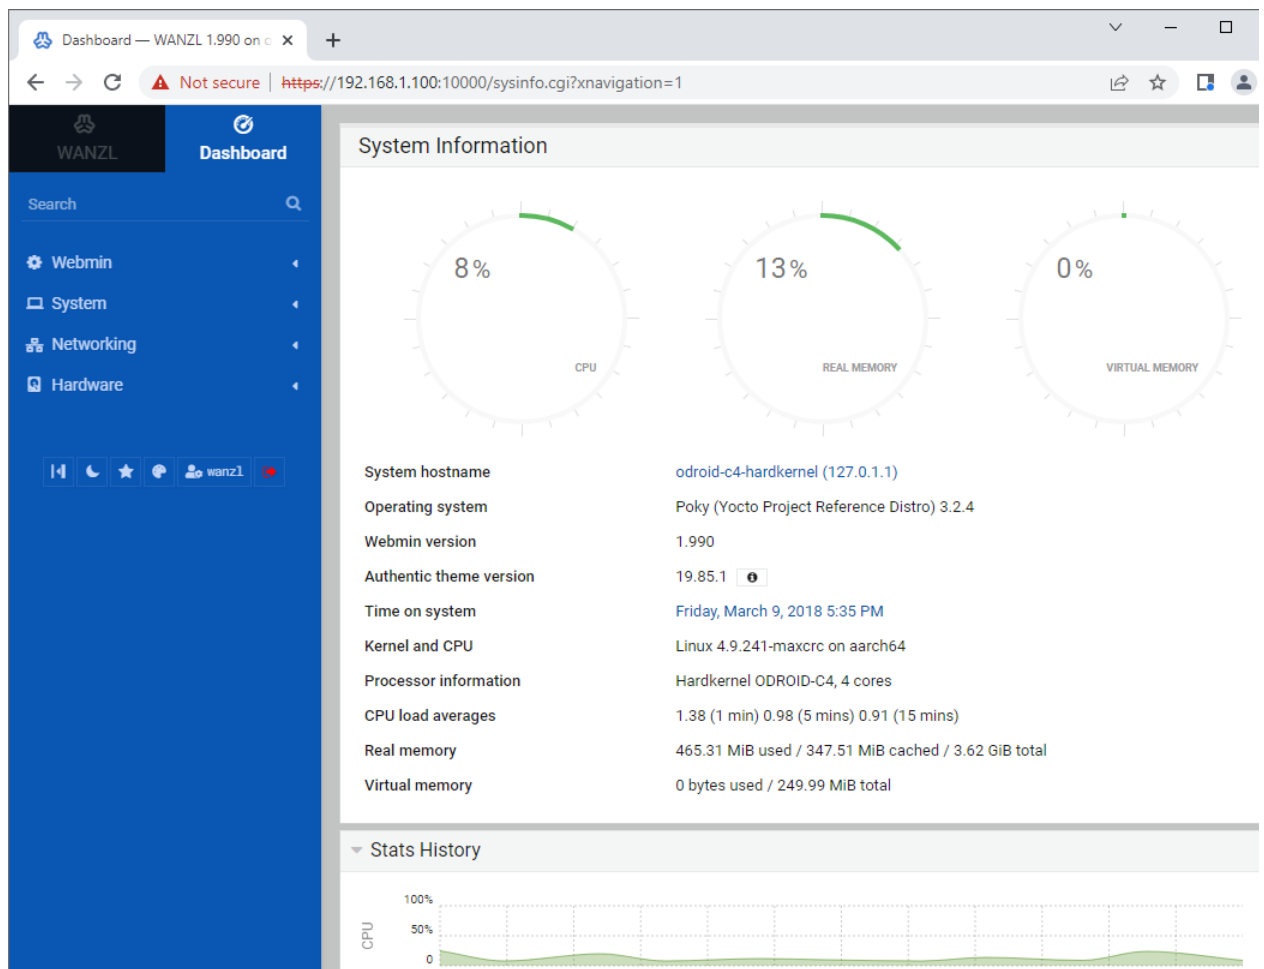 Dashboard — WANZL 1.990 on
Not secure | https://192.168.1.100:10000/sysinfo.cgi?xnavigation=1
WANZL
Dashboard
Search
Webmin
System
Networking
Hardware
wanzl
System Information
8%
CPU
13%
REAL MEMORY
0%
VIRTUAL MEMORY
System hostname odroid-c4-hardkernel (127.0.1.1)
Operating system Poky (Yocto Project Reference Distro) 3.2.4
Webmin version 1.990
Authentic theme version 19.85.1
Time on system Friday, March 9, 2018 5:35 PM
Kernel and CPU Linux 4.9.241-maxcrc on aarch64
Processor information Hardkernel ODROID-C4, 4 cores
CPU load averages 1.38 (1 min) 0.98 (5 mins) 0.91 (15 mins)
Real memory 465.31 MiB used / 347.51 MiB cached / 3.62 GiB total
Virtual memory 0 bytes used / 249.99 MiB total
Stats History
CPU
100%
50%
0